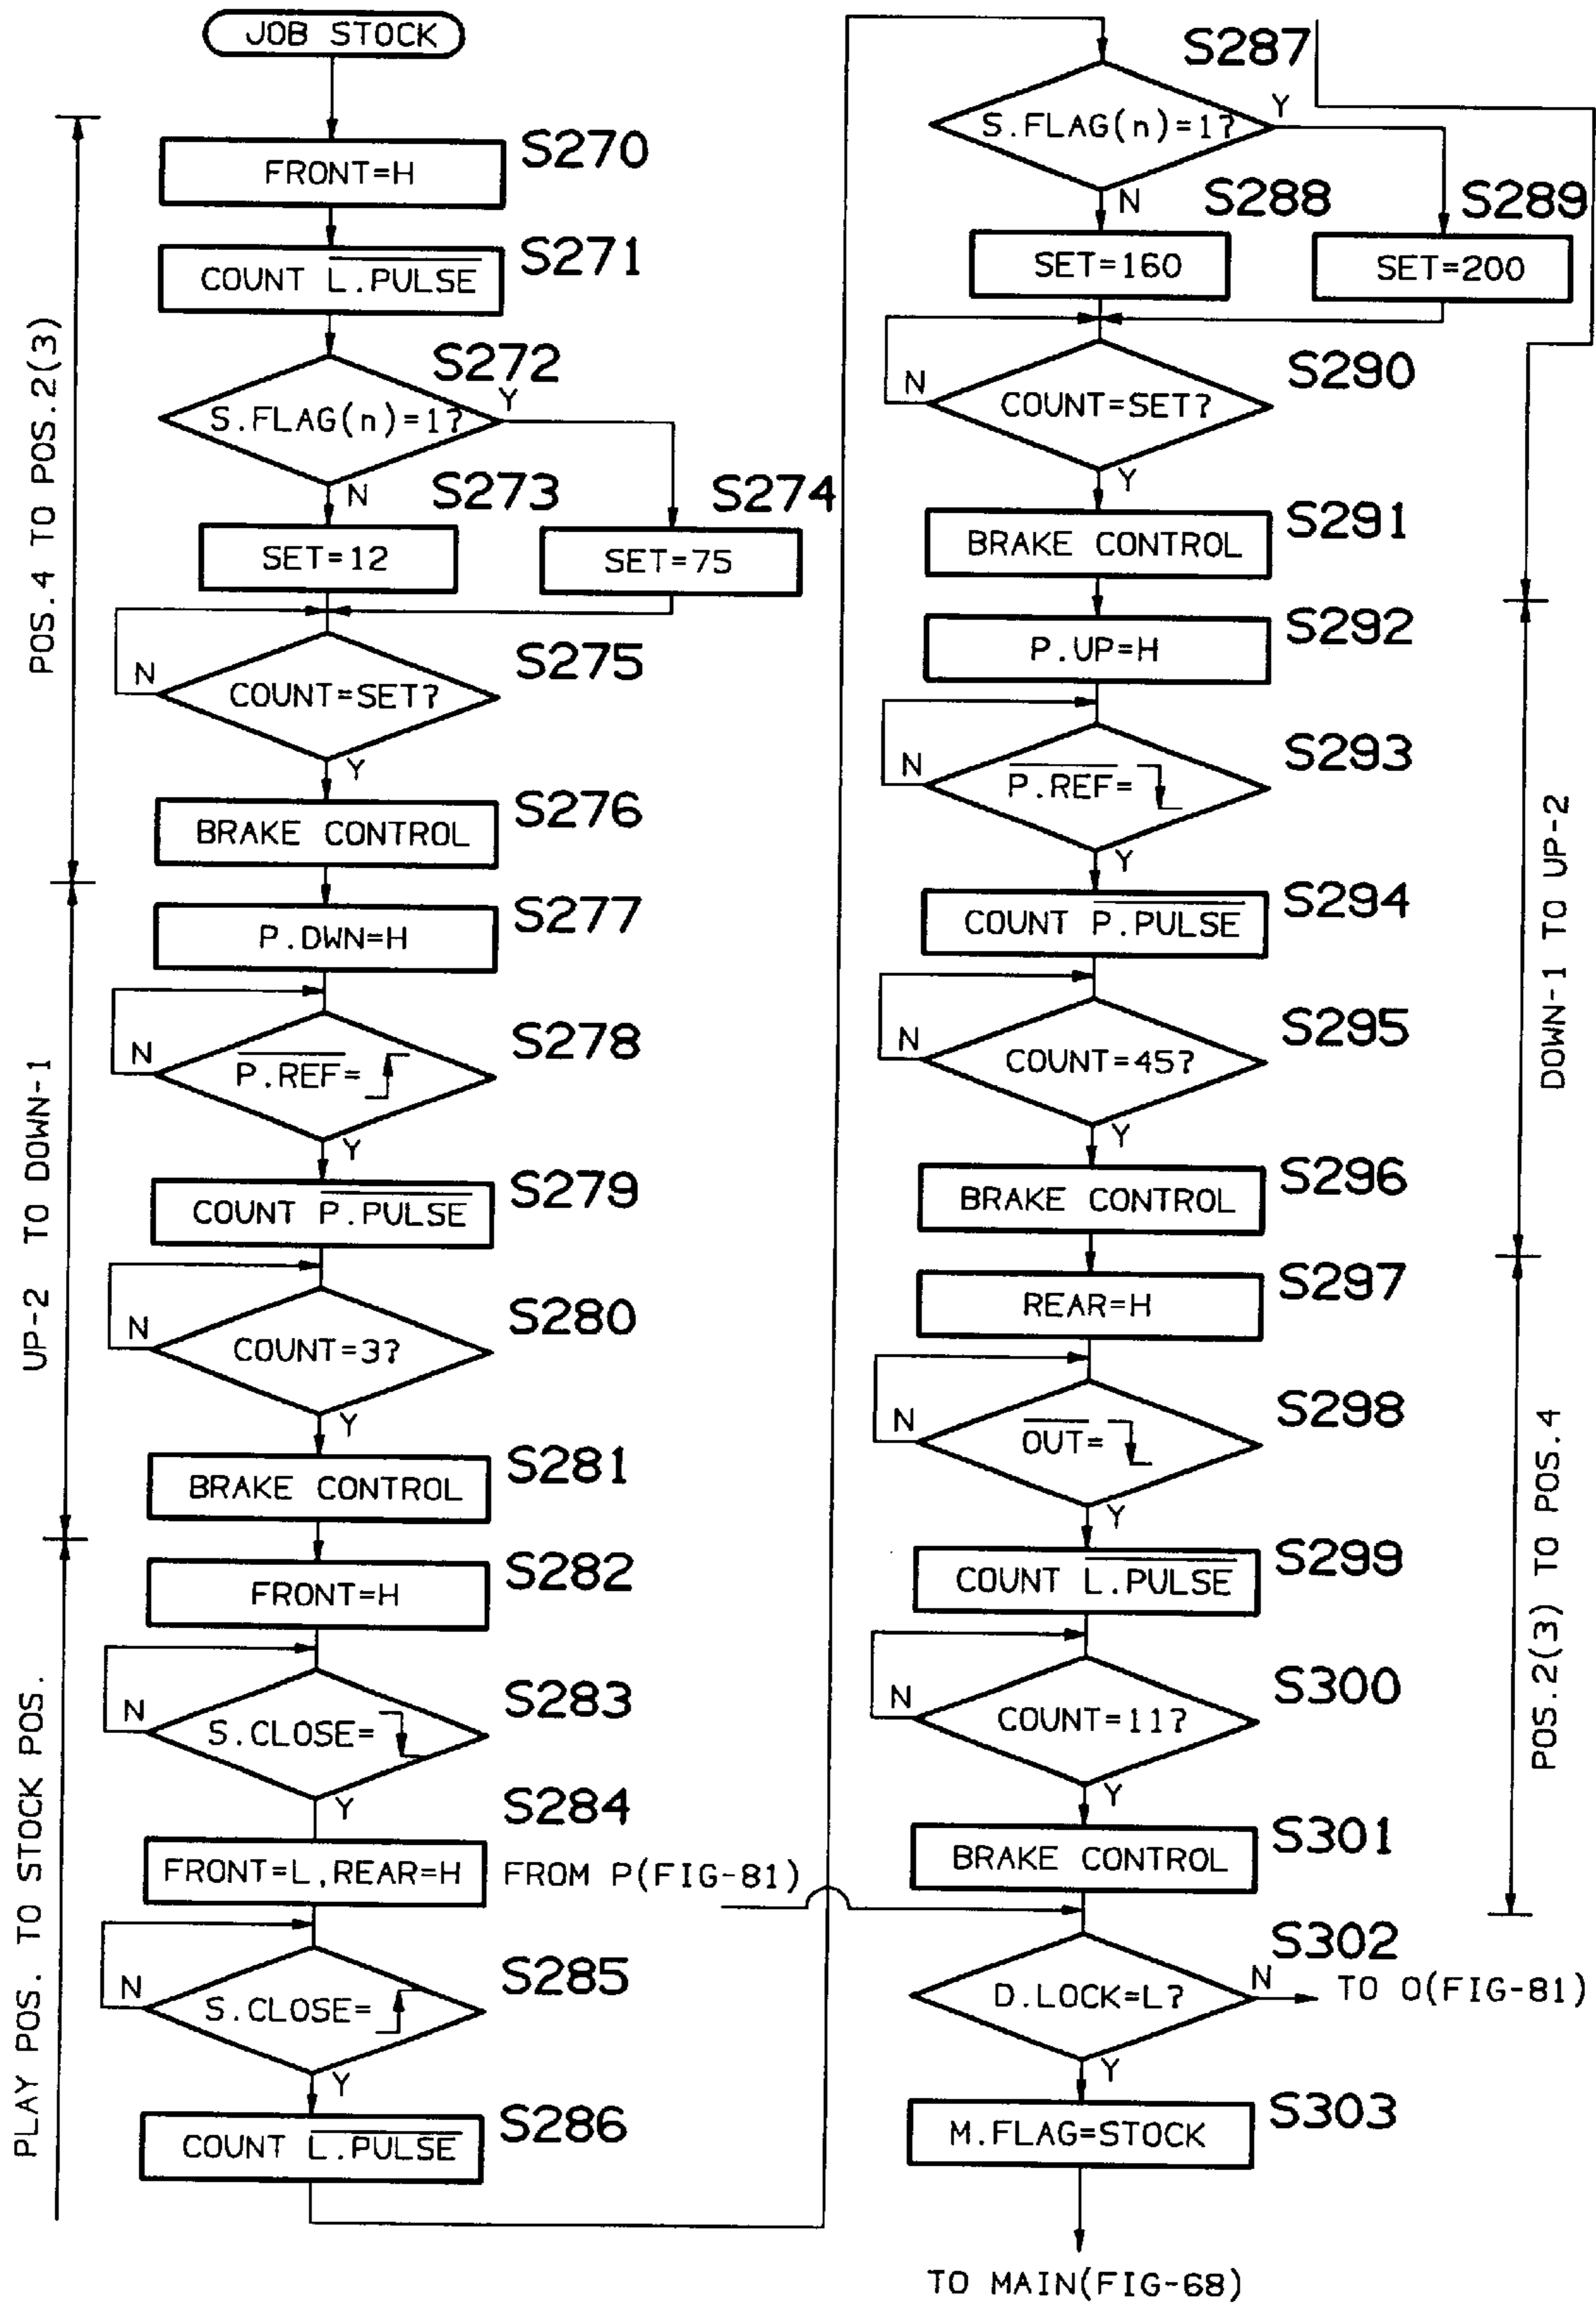 JOB STOCK
POS.4 TO POS.2(3)
S270
FRONT=H
S271
COUNT L.PULSE
S272
S.FLAG(n)=1?
Y
N
S273
SET=12
S274
SET=75
S275
COUNT=SET?
N
Y
S276
BRAKE CONTROL
UP-2 TO DOWN-1
S277
P.DWN=H
S278
P.REF=
N
Y
S279
COUNT P.PULSE
S280
COUNT=3?
N
Y
S281
BRAKE CONTROL
PLAY POS. TO STOCK POS.
S282
FRONT=H
S283
S.CLOSE=
N
Y
S284
FRONT=L,REAR=H
S285
S.CLOSE=
N
Y
S286
COUNT L.PULSE
S287
S.FLAG(n)=1?
Y
N
S288
SET=160
S289
SET=200
S290
COUNT=SET?
N
Y
S291
BRAKE CONTROL
DOWN-1 TO UP-2
S292
P.UP=H
S293
P.REF=
N
Y
S294
COUNT P.PULSE
S295
COUNT=45?
N
Y
S296
BRAKE CONTROL
POS.2(3) TO POS.4
S297
REAR=H
S298
OUT=
N
Y
S299
COUNT L.PULSE
S300
COUNT=11?
N
Y
S301
BRAKE CONTROL
FROM P(FIG-81)
S302
D.LOCK=L?
N
TO O(FIG-81)
Y
S303
M.FLAG=STOCK
TO MAIN(FIG-68)